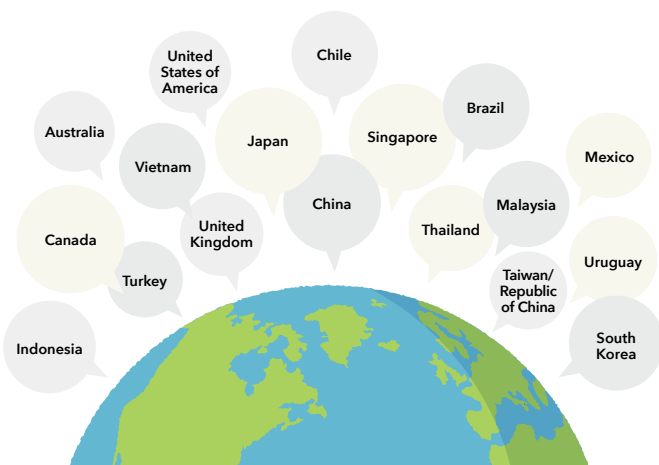 United
States of
America
Chile
Brazil
Australia
Japan
Singapore
Mexico
Vietnam
China
Malaysia
Canada
United
Kingdom
Thailand
Uruguay
Turkey
Taiwan/
Republic
of China
Indonesia
South
Korea